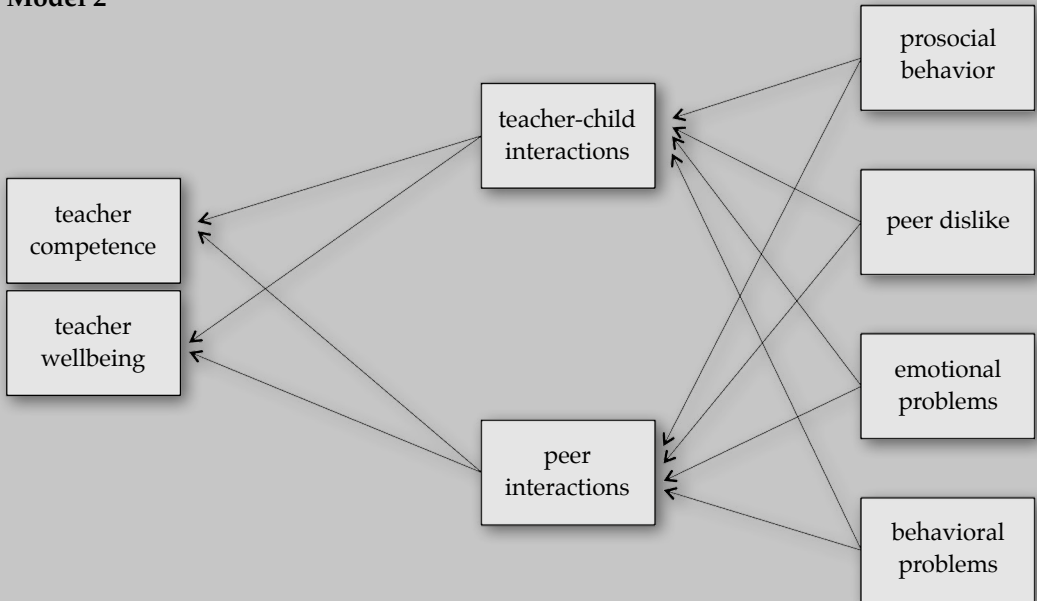 Model 2
prosocial
behavior
teacher-child
interactions
peer dislike
teacher
competence
teacher
wellbeing
emotional
problems
peer
interactions
behavioral
problems